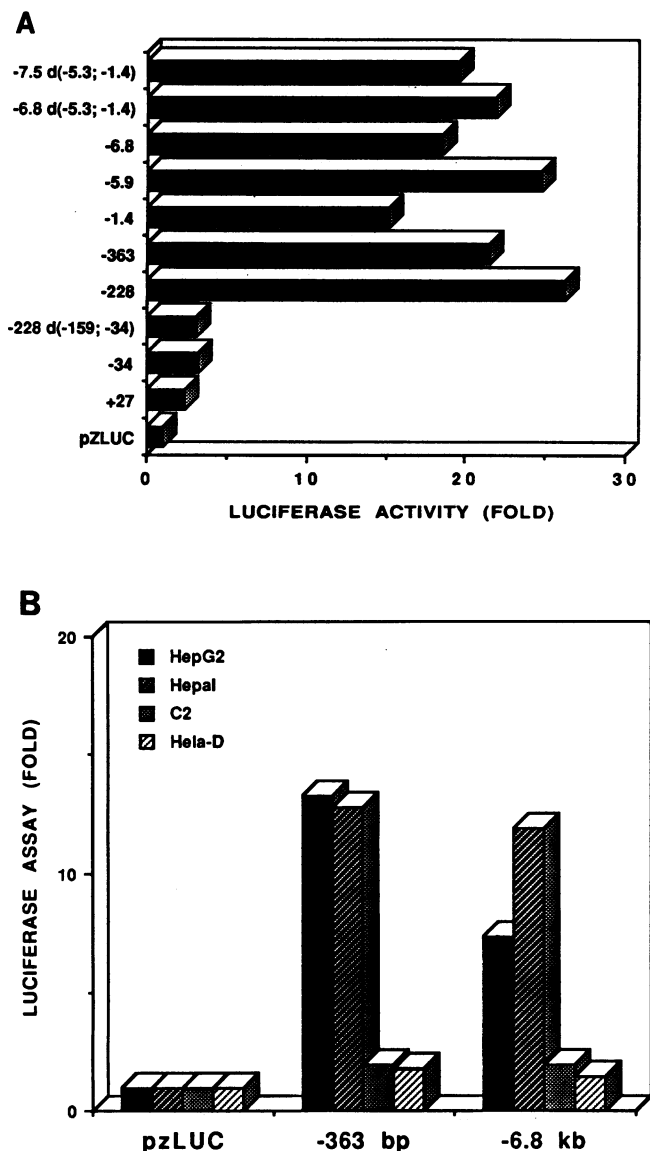 A
-7.5 d(-5.3; -1.4)
-6.8 d(-5.3; -1.4)
-6.8
-5.9
-1.4
-363
-228
-228 d(-159; -34)
-34
+27
pZLUC
0 10 20 30
LUCIFERASE ACTIVITY (FOLD)
B
20
10
0
LUCIFERASE ASSAY (FOLD)
HepG2
HepaI
C2
Hela-D
pzLUC -363 bp -6.8 kb